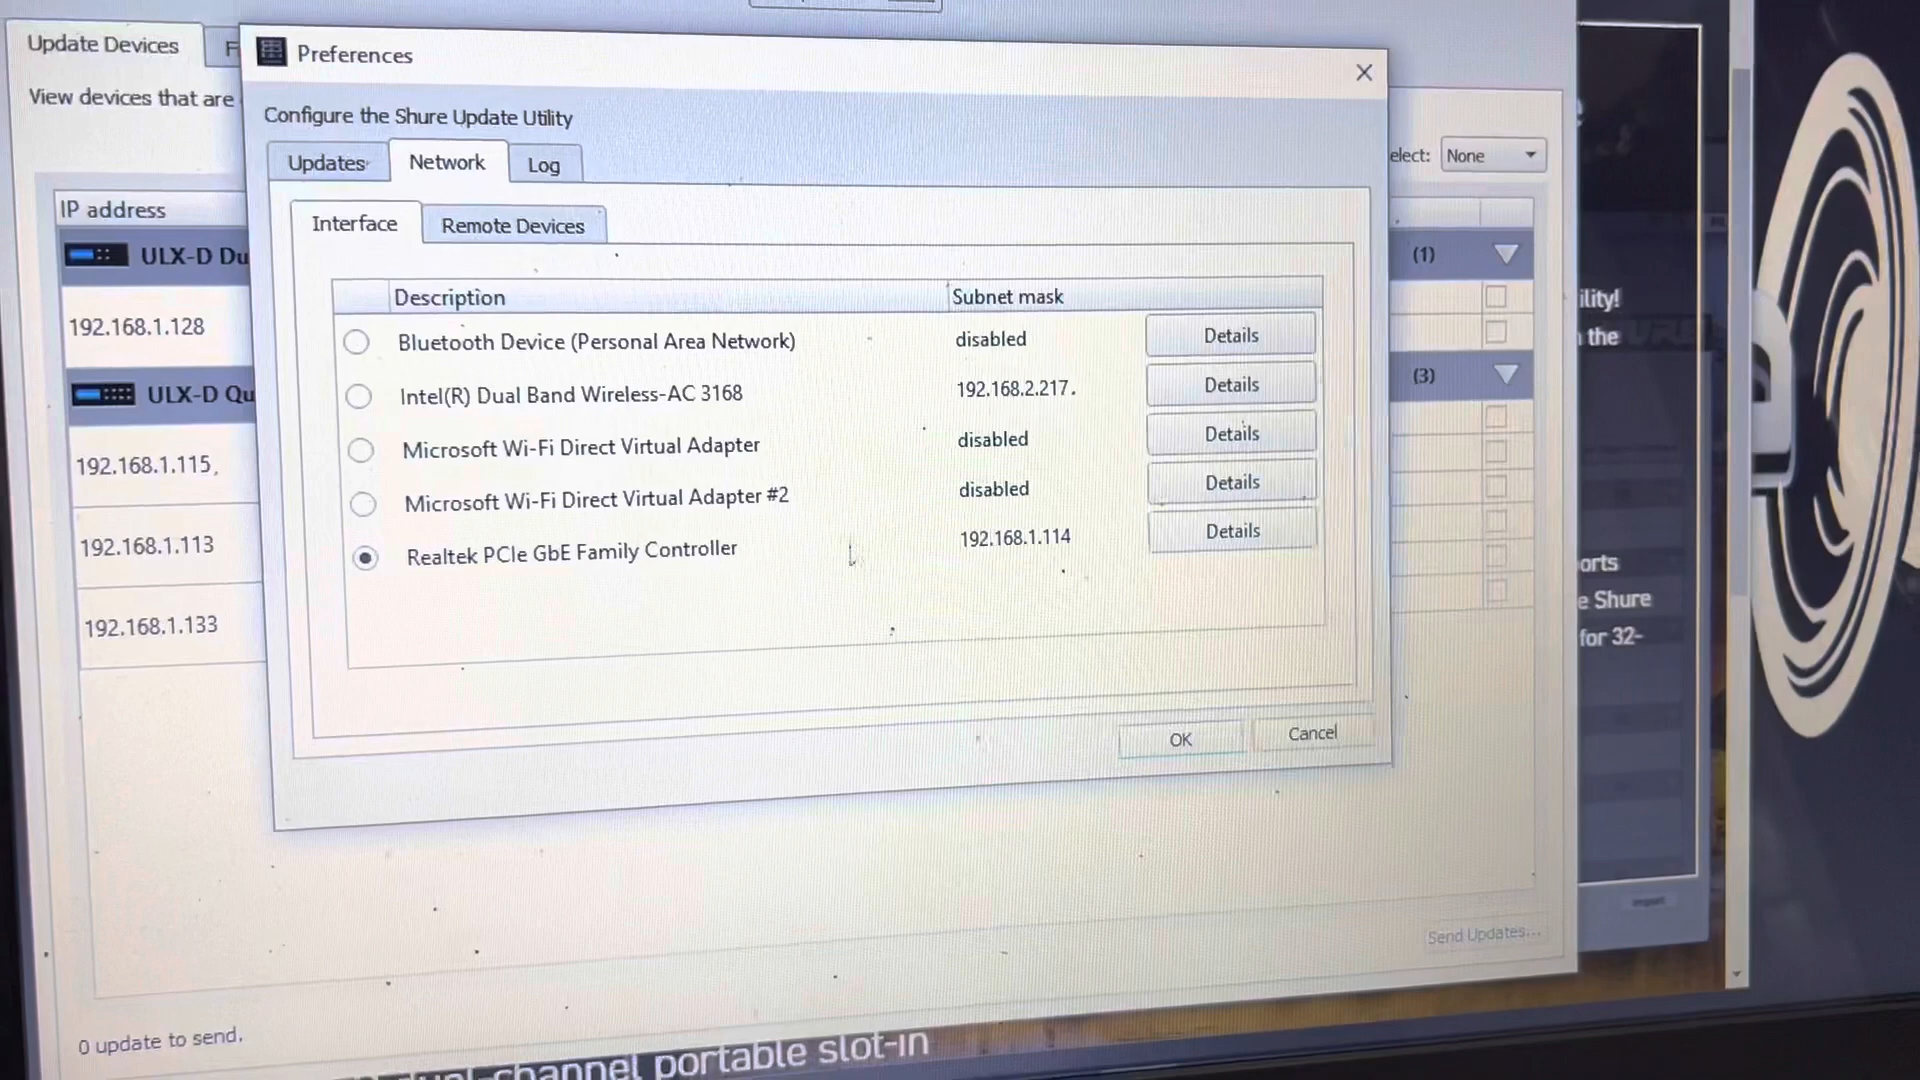 Update Devices
F
Preferences
View devices that are
Configure the Shure Update Utility
Updates
Network
Log
elect:
None
IP address
Interface
Remote Devices
ULX-D Du
(1)
Description
Subnet mask
ility!
192.168.1.128
Bluetooth Device (Personal Area Network)
disabled
Details
the
ULX-D Qu
Intel(R) Dual Band Wireless-AC 3168
192.168.2.217
Details
(3)
192.168.1.115
Microsoft Wi-Fi Direct Virtual Adapter
disabled
Details
Microsoft Wi-Fi Direct Virtual Adapter #2
disabled
Details
192.168.1.113
Realtek PCIe GbE Family Controller
192.168.1.114
Details
orts
e Shure
192.168.1.133
for 32-
OK
Cancel
Import
Send Updates...
0 update to send.
dual-channel portable slot-in